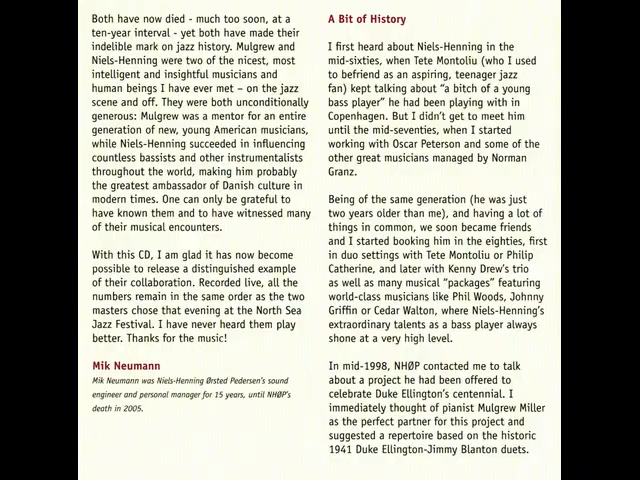 Both have now died - much too soon, at a
ten-year interval - yet both have made their
indelible mark on jazz history. Mulgrew and
Niels-Henning were two of the nicest, most
intelligent and insightful musicians and
human beings I have ever met – on the jazz
scene and off. They were both unconditionally
generous: Mulgrew was a mentor for an entire
generation of new, young American musicians,
while Niels-Henning succeeded in influencing
countless bassists and other instrumentalists
throughout the world, making him probably
the greatest ambassador of Danish culture in
modern times. One can only be grateful to
have known them and to have witnessed many
of their musical encounters.
With this CD, I am glad it has now become
possible to release a distinguished example
of their collaboration. Recorded live, all the
numbers remain in the same order as the two
masters chose that evening at the North Sea
Jazz Festival. I have never heard them play
better. Thanks for the music!
Mik Neumann
Mik Neumann was Niels-Henning Ørsted Pedersen's sound
engineer and personal manager for 15 years, until NHØP's
death in 2005.
A Bit of History
I first heard about Niels-Henning in the
mid-sixties, when Tete Montoliu (who I used
to befriend as an aspiring, teenager jazz
fan) kept talking about "a bitch of a young
bass player" he had been playing with in
Copenhagen. But I didn't get to meet him
until the mid-seventies, when I started
working with Oscar Peterson and some of the
other great musicians managed by Norman
Granz.
Being of the same generation (he was just
two years older than me), and having a lot of
things in common, we soon became friends
and I started booking him in the eighties, first
in duo settings with Tete Montoliu or Philip
Catherine, and later with Kenny Drew's trio
as well as many musical "packages" featuring
world-class musicians like Phil Woods, Johnny
Griffin or Cedar Walton, where Niels-Henning's
extraordinary talents as a bass player always
shone at a very high level.
In mid-1998, NHØP contacted me to talk
about a project he had been offered to
celebrate Duke Ellington's centennial. I
immediately thought of pianist Mulgrew Miller
as the perfect partner for this project and
suggested a repertoire based on the historic
1941 Duke Ellington-Jimmy Blanton duets.